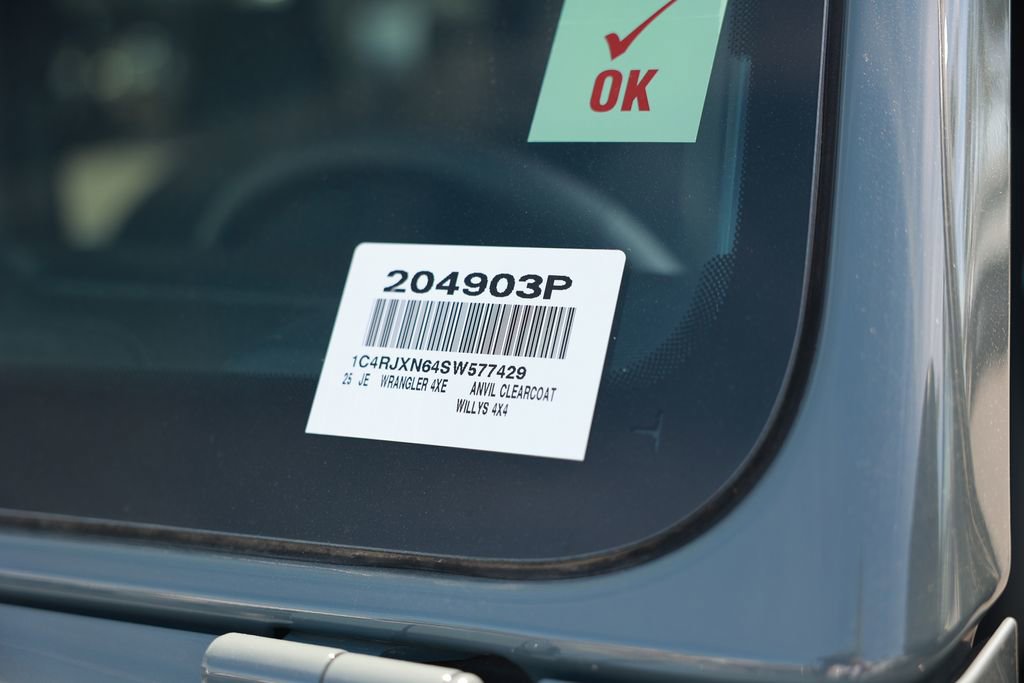 OK
204903P
1C4RJXN64SW577429
25 JE WRANGLER 4XE ANVIL CLEARCOAT
WILLYS 4X4